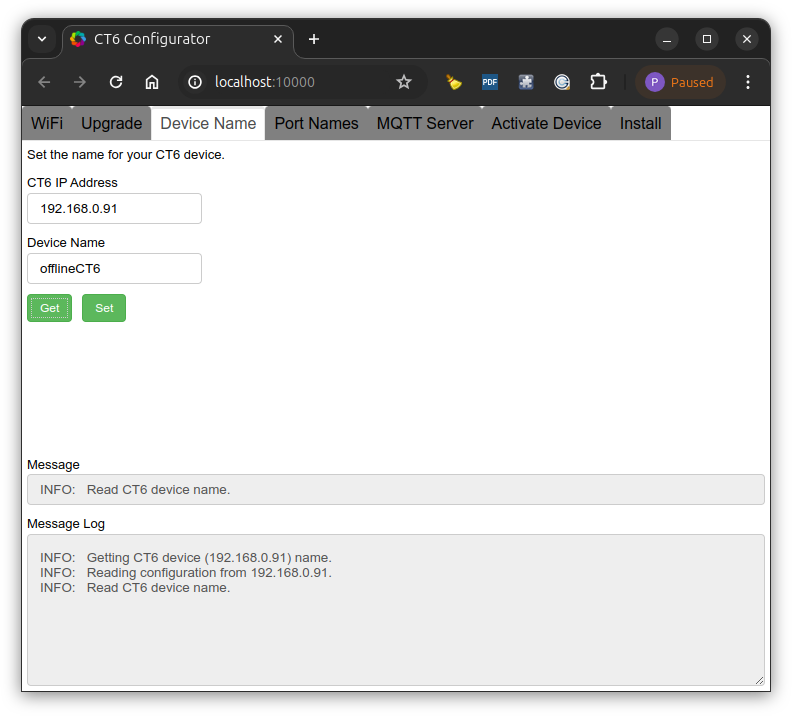 CT6 Configurator
localhost:10000
PDF
P Paused
WiFi Upgrade Device Name Port Names MQTT Server Activate Device Install
Set the name for your CT6 device.
CT6 IP Address
192.168.0.91
Device Name
offlineCT6
Get Set
Message
INFO: Read CT6 device name.
Message Log
INFO: Getting CT6 device (192.168.0.91) name.
INFO: Reading configuration from 192.168.0.91.
INFO: Read CT6 device name.